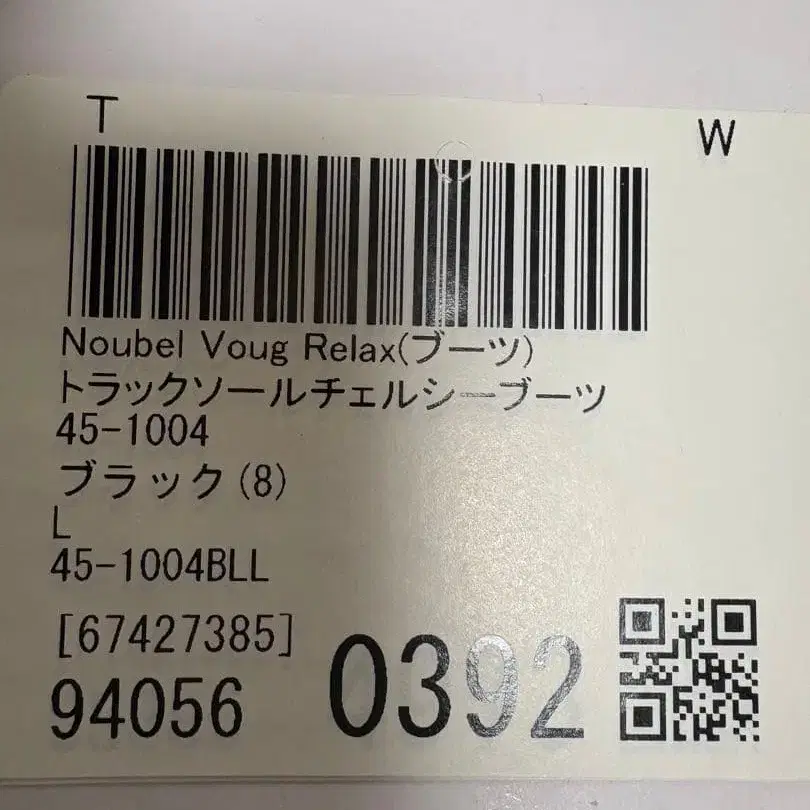 T
W
Noubel Voug Relax(ブーツ)
トラックソールチェルシーブーツ
45-1004
ブラック(8)
L
45-1004BLL
[67427385]
94056
0392